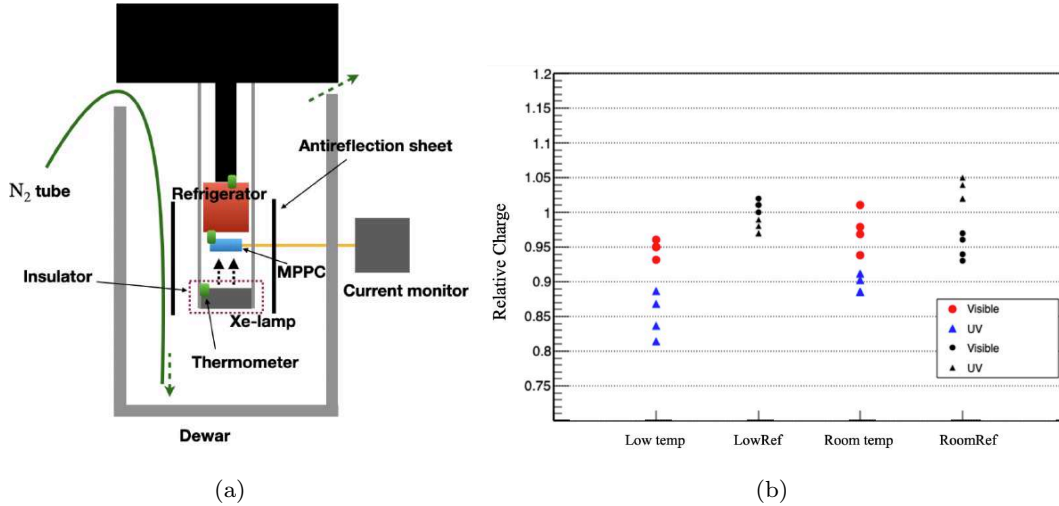 N₂ tube
Refrigerator
Antireflection sheet
MPPC
Insulator
Current monitor
Xe-lamp
Thermometer
Dewar
(a)
Relative Charge
1.2
1.15
1.1
1.05
1
0.95
0.9
0.85
0.8
0.75
Visible
UV
Visible
UV
Low temp LowRef Room temp RoomRef
(b)